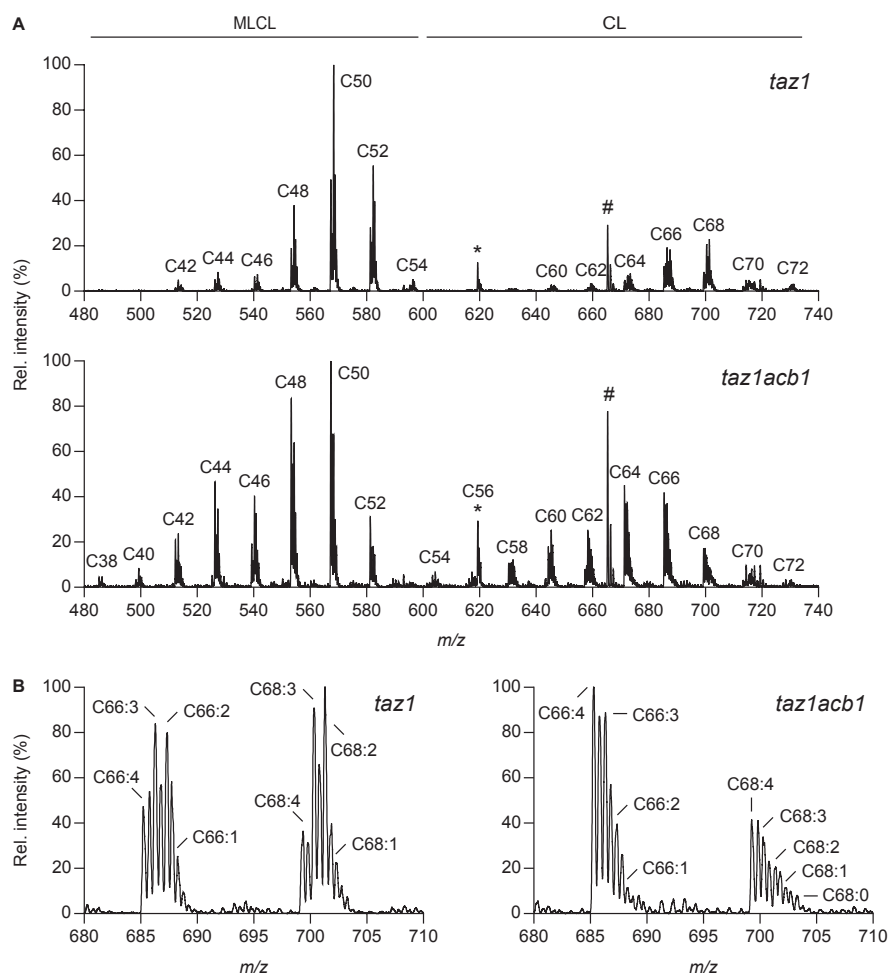 A
MLCL
CL
taz1
Rel. intensity (%)
100
80
60
40
20
0
C42
C44
C46
C48
C50
C52
C54
*
C60
C62
#
C64
C66
C68
C70
C72
480 500 520 540 560 580 600 620 640 660 680 700 720 740
taz1acb1
100
80
60
40
20
0
C38
C40
C42
C44
C46
C48
C50
C52
C54
C56
*
C58
C60
C62
#
C64
C66
C68
C70
C72
480 500 520 540 560 580 600 620 640 660 680 700 720 740
m/z
B
Rel. intensity (%)
taz1
100
80
60
40
20
0
C66:4
C66:3
C66:2
C66:1
C68:4
C68:3
C68:2
C68:1
680 685 690 695 700 705 710
m/z
taz1acb1
100
80
60
40
20
0
C66:4
C66:3
C66:2
C66:1
C68:4
C68:3
C68:2
C68:1
C68:0
680 685 690 695 700 705 710
m/z